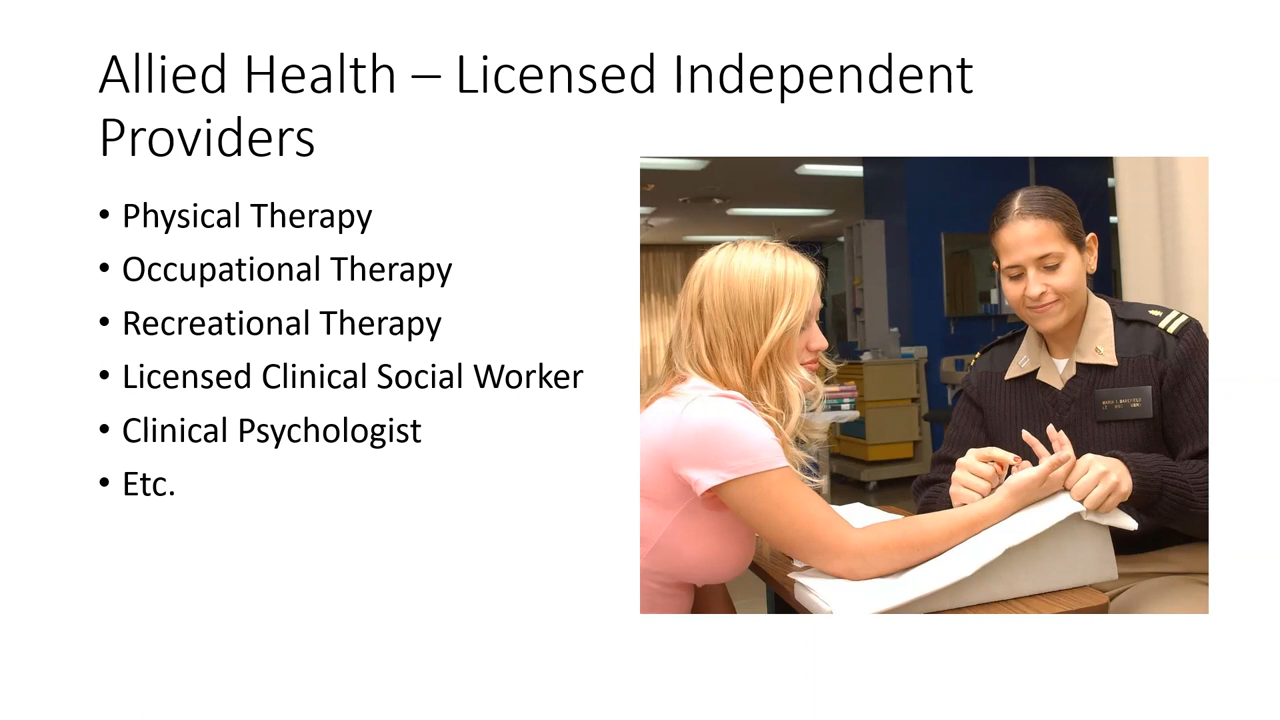 Allied Health – Licensed Independent
Providers
• Physical Therapy
• Occupational Therapy
• Recreational Therapy
• Licensed Clinical Social Worker
• Clinical Psychologist
• Etc.